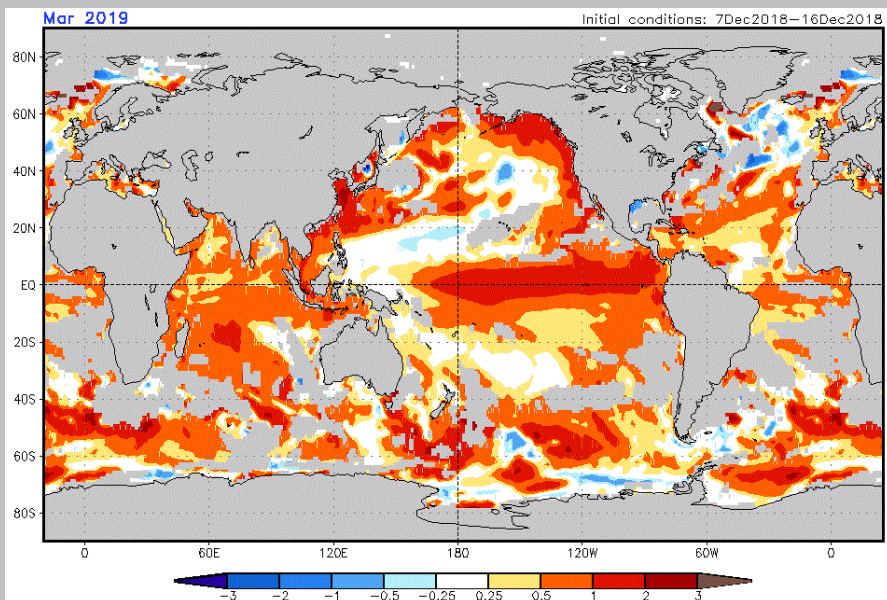 Mar 2019
Initial conditions: 7Dec2018-16Dec2018
80N
60N
40N
20N
EQ
20S
40S
60S
80S
0 60E 120E 180 120W 60W 0
-3 -2 -1 -0.5 -0.25 0.25 0.5 1 2 3